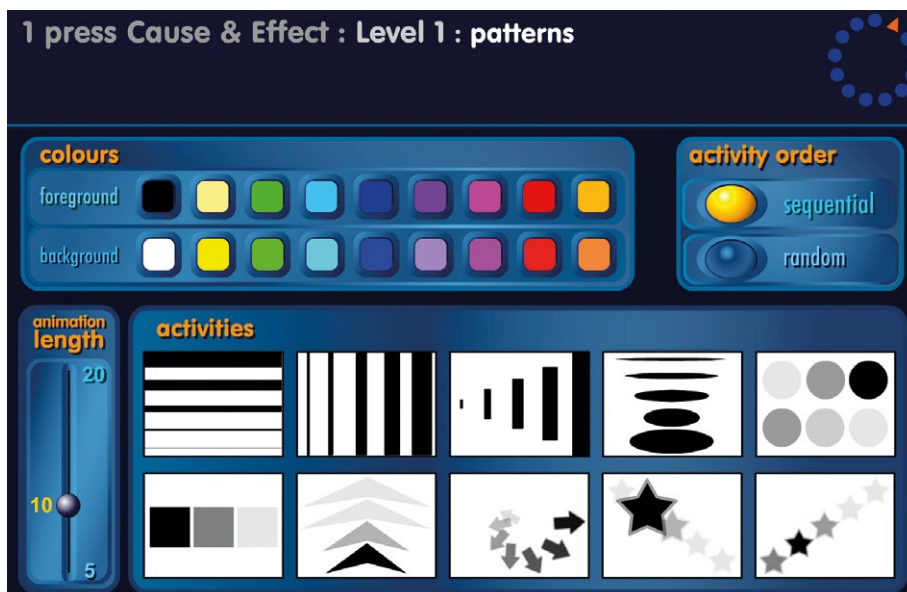 1 press Cause & Effect : Level 1 : patterns
colours
foreground
background
activity order
sequential
random
animation
length
20
10
5
activities